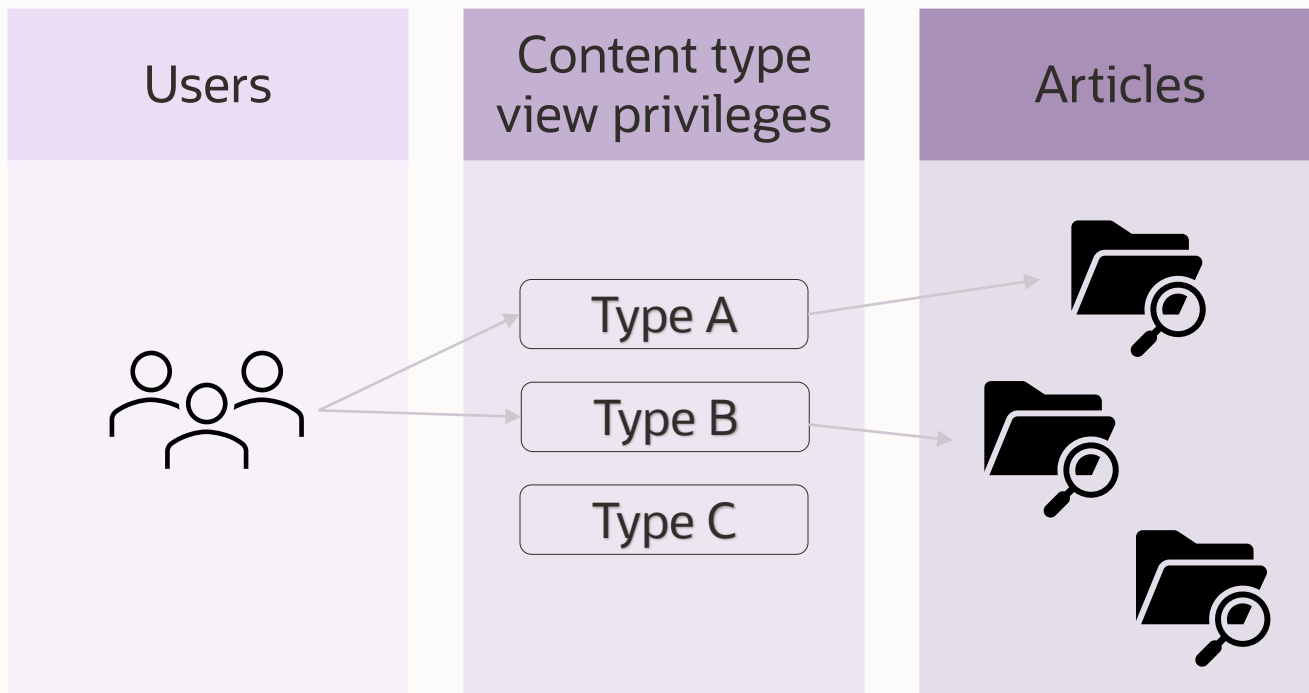 Users
Content type
view privileges
Articles
Type A
Type B
Type C